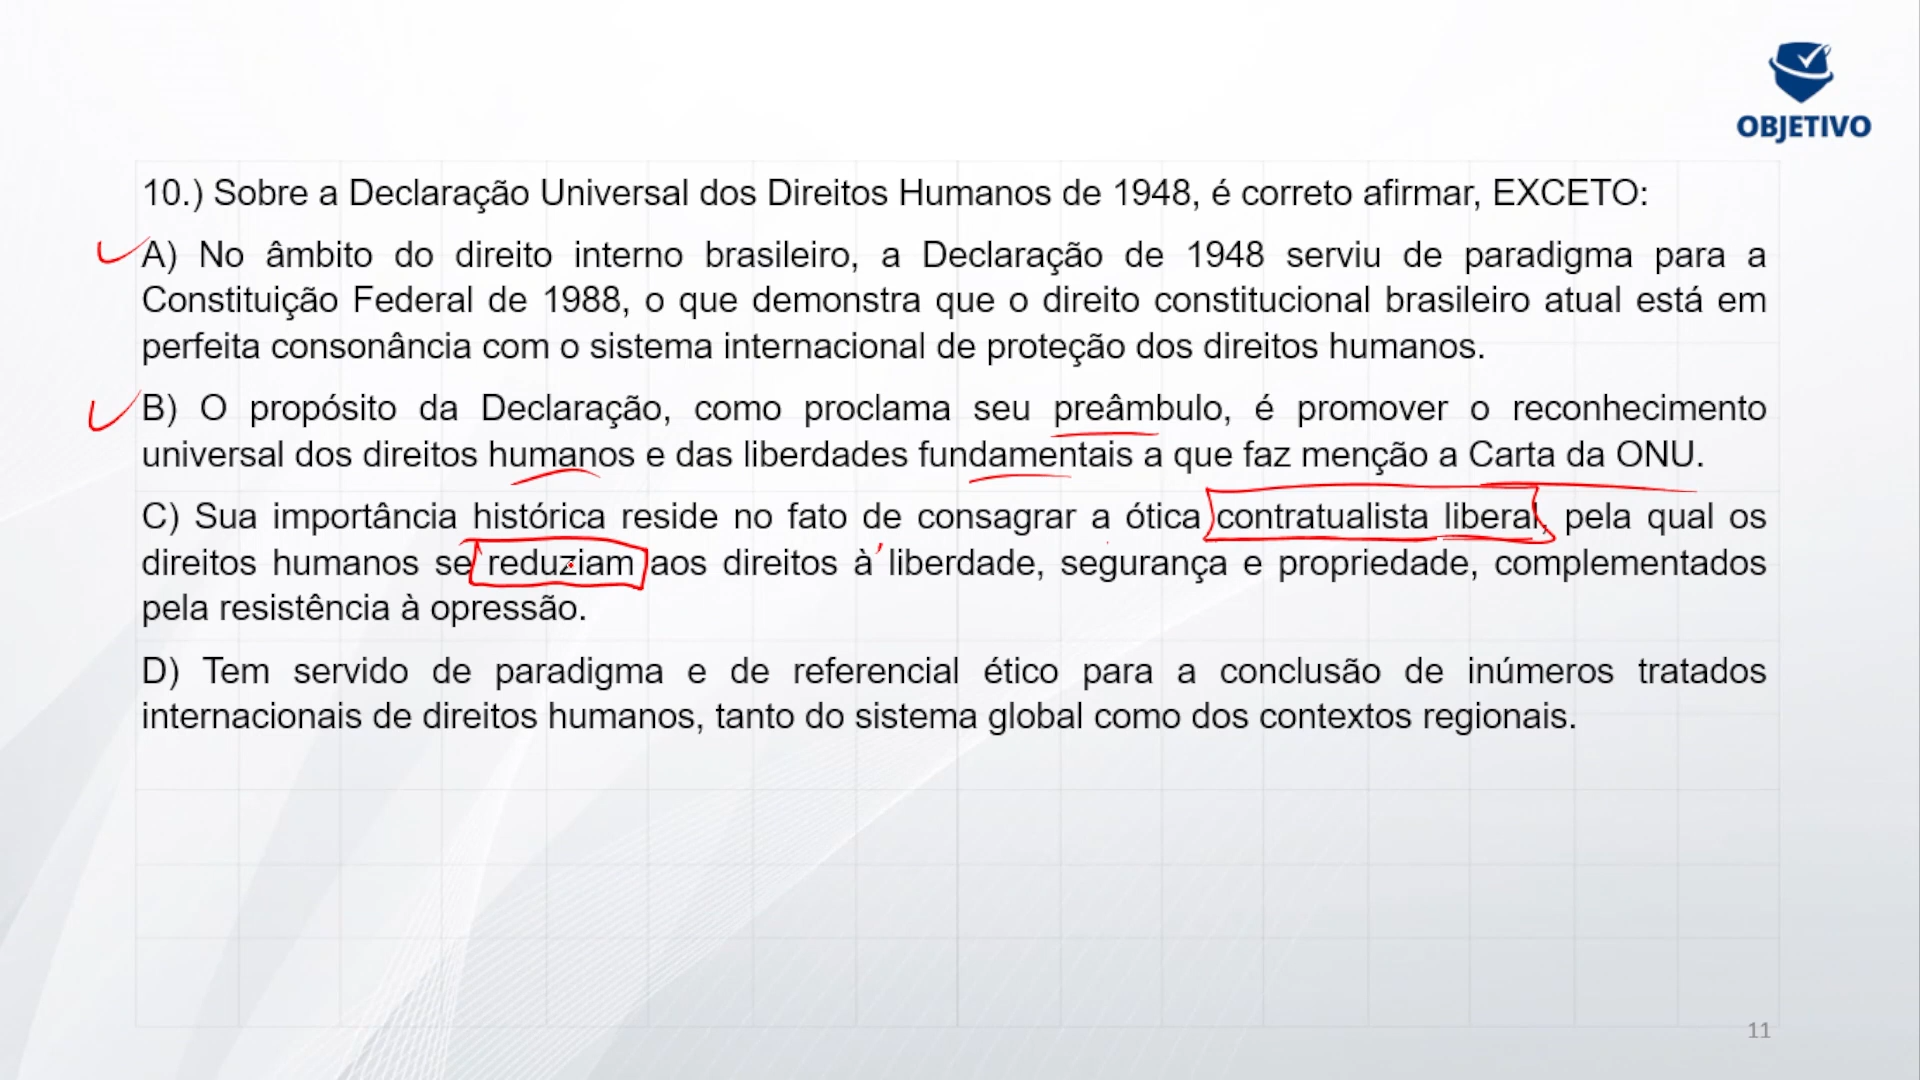 OBJETIVO
10.) Sobre a Declaração Universal dos Direitos Humanos de 1948, é correto afirmar, EXCETO:
A) No âmbito do direito interno brasileiro, a Declaração de 1948 serviu de paradigma para a
Constituição Federal de 1988, o que demonstra que o direito constitucional brasileiro atual está em
perfeita consonância com o sistema internacional de proteção dos direitos humanos.
B) O propósito da Declaração, como proclama seu preâmbulo, é promover o reconhecimento
universal dos direitos humanos e das liberdades fundamentais a que faz menção a Carta da ONU.
C) Sua importância histórica reside no fato de consagrar a ótica contratualista liberal, pela qual os
direitos humanos se reduziam aos direitos à liberdade, segurança e propriedade, complementados
pela resistência à opressão.
D) Tem servido de paradigma e de referencial ético para a conclusão de inúmeros tratados
internacionais de direitos humanos, tanto do sistema global como dos contextos regionais.
11